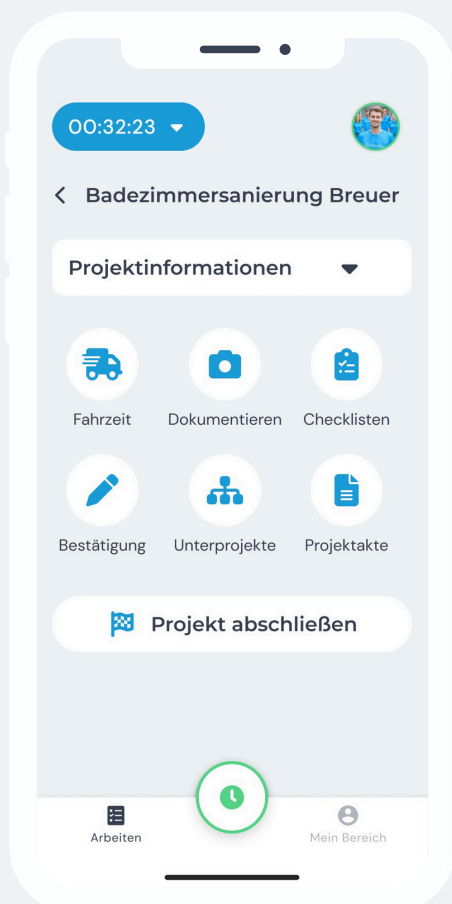 00:32:23
Badezimmersanierung Breuer
Projektinformationen
Fahrzeit Dokumentieren Checklisten
Bestätigung Unterprojekte Projektakte
Projekt abschließen
Arbeiten Mein Bereich